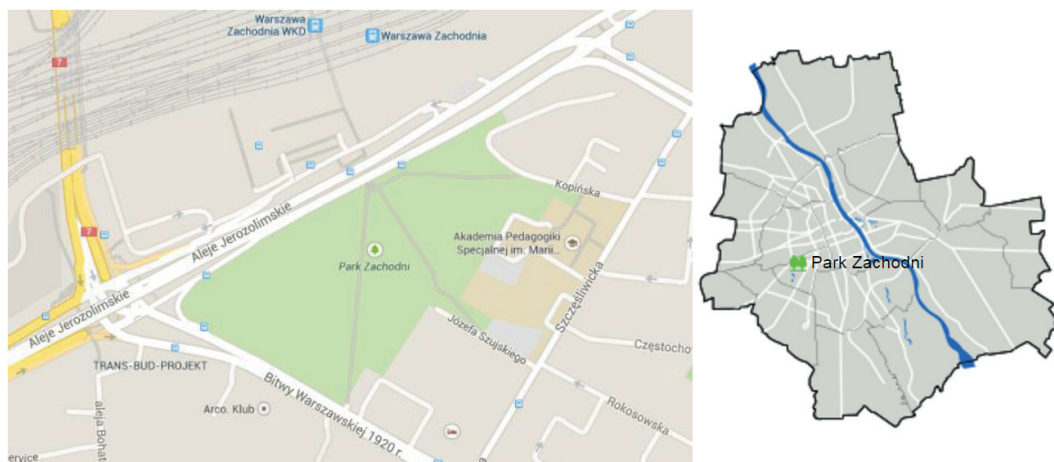 Warszawa
Zachodnia WKD
Warszawa Zachodnia
7
Kopińska
7
Aleje Jerozolimskie
Akademia Pedagogiki
Specjalnej im. Marii...
Park Zachodni
Park Zachodni
Szczęśliwicka
Aleje Jerozolimskie
Józefa Szujskiego
Częstocho
TRANS-BUD-PROJEKT
Bitwy Warszawskiej 1920 r.
Arco. Klub
Rokosowska
aleja Bohat
ervice